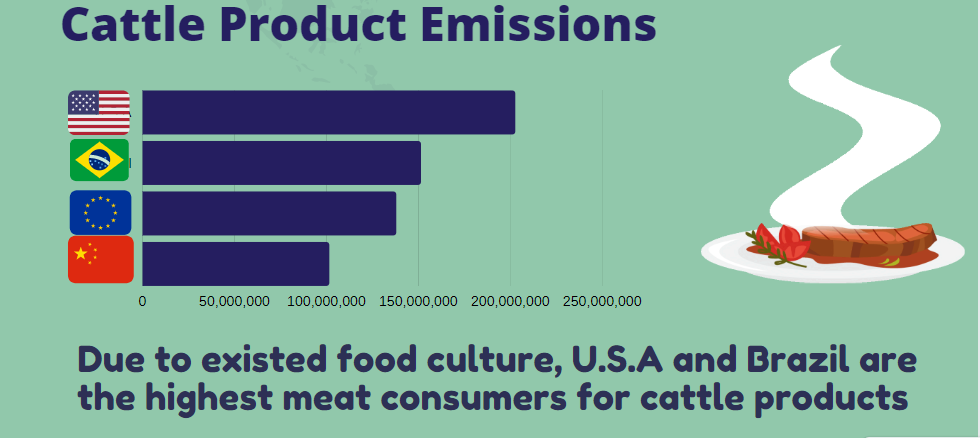 Cattle Product Emissions
0 50,000,000 100,000,000 150,000,000 200,000,000 250,000,000
Due to existed food culture, U.S.A and Brazil are
the highest meat consumers for cattle products